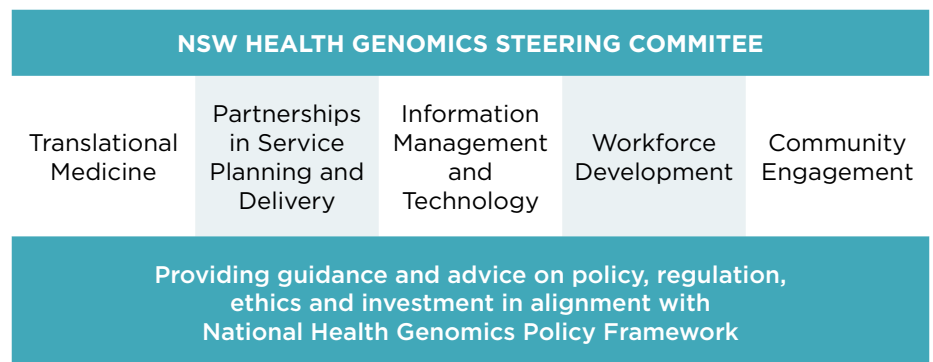 NSW HEALTH GENOMICS STEERING COMMITEE
Translational
Medicine
Partnerships
in Service
Planning and
Delivery
Information
Management
and
Technology
Workforce
Development
Community
Engagement
Providing guidance and advice on policy, regulation,
ethics and investment in alignment with
National Health Genomics Policy Framework